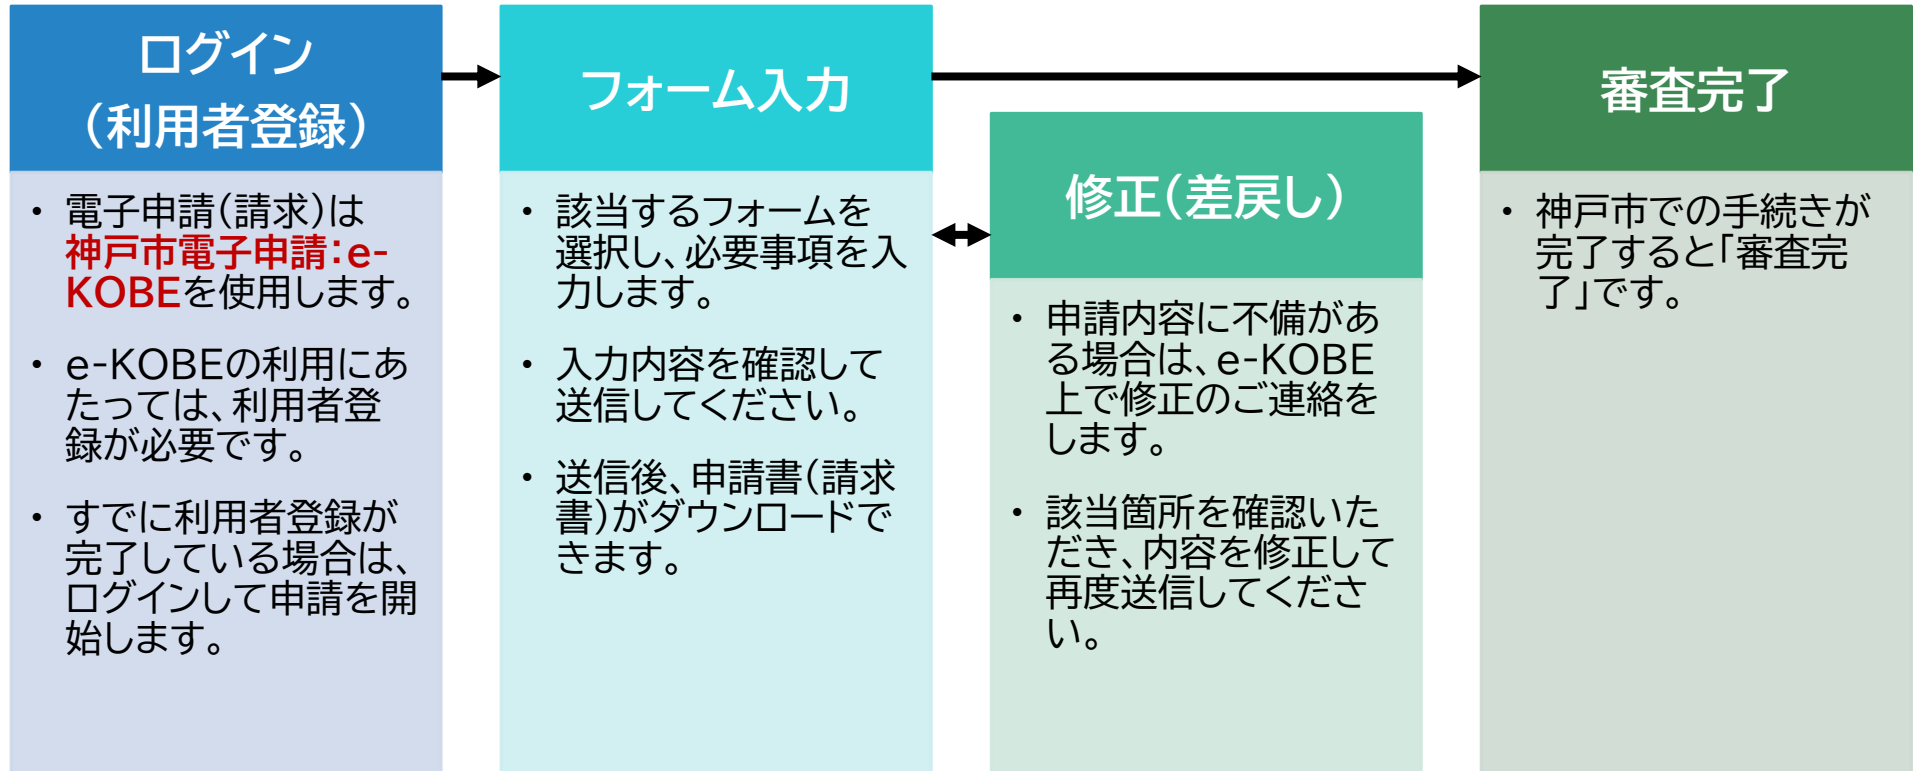 ログイン
(利用者登録)
・ 電子申請(請求)は
神戸市電子申請:e-
KOBEを使用します。
・ e-KOBEの利用にあ
たっては、利用者登
録が必要です。
・ すでに利用者登録が
完了している場合は、
ログインして申請を開
始します。
フォーム入力
・ 該当するフォームを
選択し、必要事項を入
力します。
・ 入力内容を確認して
送信してください。
・ 送信後、申請書(請求
書)がダウンロードで
きます。
修正(差戻し)
・ 申請内容に不備があ
る場合は、e-KOBE
上で修正のご連絡を
します。
・ 該当箇所を確認いた
だき、内容を修正して
再度送信してくださ
い。
審査完了
・ 神戸市での手続きが
完了すると「審査完
了」です。